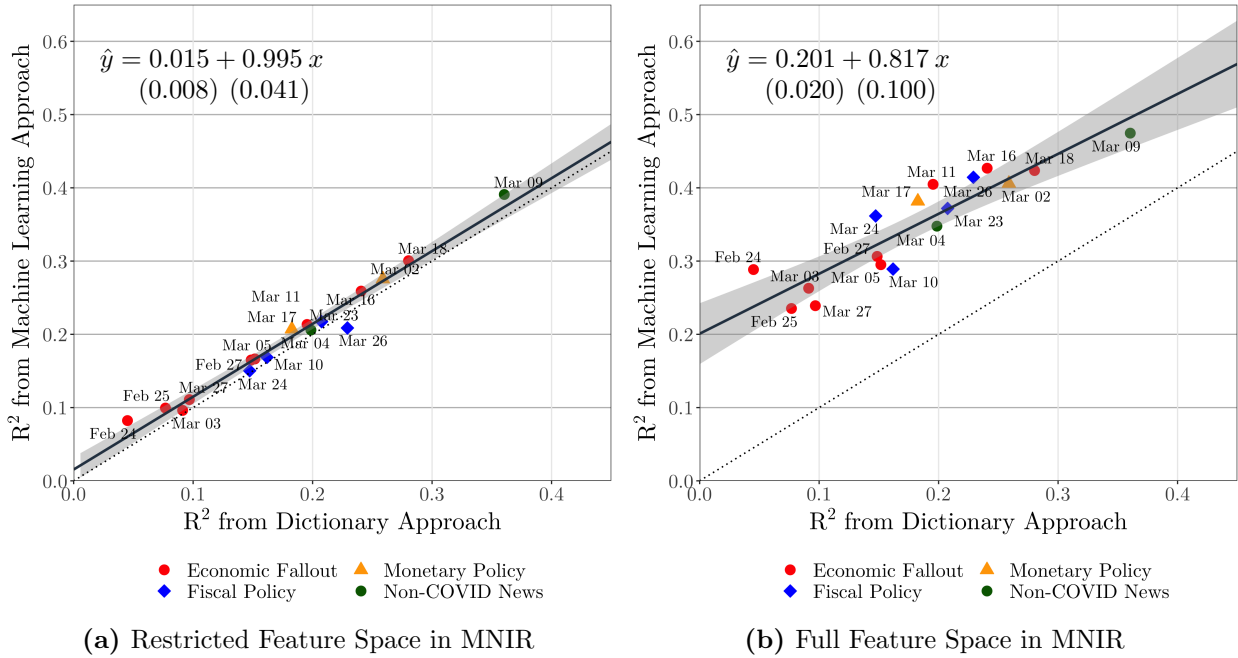 R² from Machine Learning Approach
0.6
0.5
0.4
0.3
0.2
0.1
0.0
ŷ = 0.015 + 0.995 x
(0.008) (0.041)
Mar 09
Mar 18
Mar 02
Mar 11
Mar 16
Mar 17
Mar 23
Mar 26
Mar 05
Mar 04
Feb 27
Mar 10
Mar 24
Feb 25
Mar 27
Mar 03
Feb 24
0.0 0.1 0.2 0.3 0.4
R² from Dictionary Approach
Economic Fallout
Monetary Policy
Fiscal Policy
Non-COVID News
(a) Restricted Feature Space in MNIR
R² from Machine Learning Approach
0.6
0.5
0.4
0.3
0.2
0.1
0.0
ŷ = 0.201 + 0.817 x
(0.020) (0.100)
Mar 09
Mar 16
Mar 18
Mar 11
Mar 17
Mar 26
Mar 02
Mar 24
Mar 23
Mar 04
Feb 27
Feb 24
Mar 03
Mar 05
Mar 10
Feb 25
Mar 27
0.0 0.1 0.2 0.3 0.4
R² from Dictionary Approach
Economic Fallout
Monetary Policy
Fiscal Policy
Non-COVID News
(b) Full Feature Space in MNIR